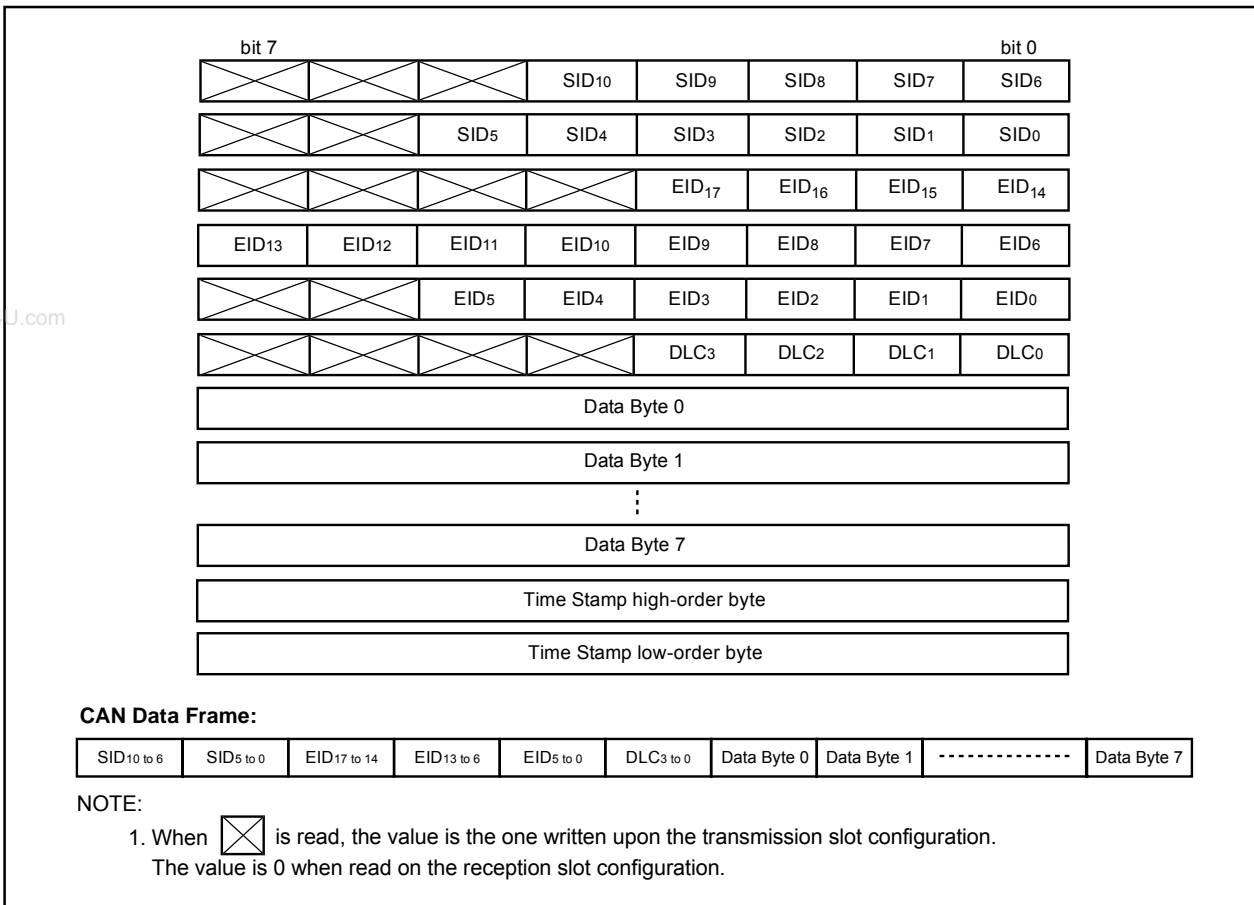 bit 7 bit 0
SID10 SID9 SID8 SID7 SID6
SID5 SID4 SID3 SID2 SID1 SID0
EID17 EID16 EID15 EID14
EID13 EID12 EID11 EID10 EID9 EID8 EID7 EID6
EID5 EID4 EID3 EID2 EID1 EID0
U.com
DLC3 DLC2 DLC1 DLC0
Data Byte 0
Data Byte 1
Data Byte 7
Time Stamp high-order byte
Time Stamp low-order byte
CAN Data Frame:
SID10 to 6 SID5 to 0 EID17 to 14 EID13 to 6 EID5 to 0 DLC3 to 0 Data Byte 0 Data Byte 1 Data Byte 7
NOTE:
1. When is read, the value is the one written upon the transmission slot configuration.
The value is 0 when read on the reception slot configuration.